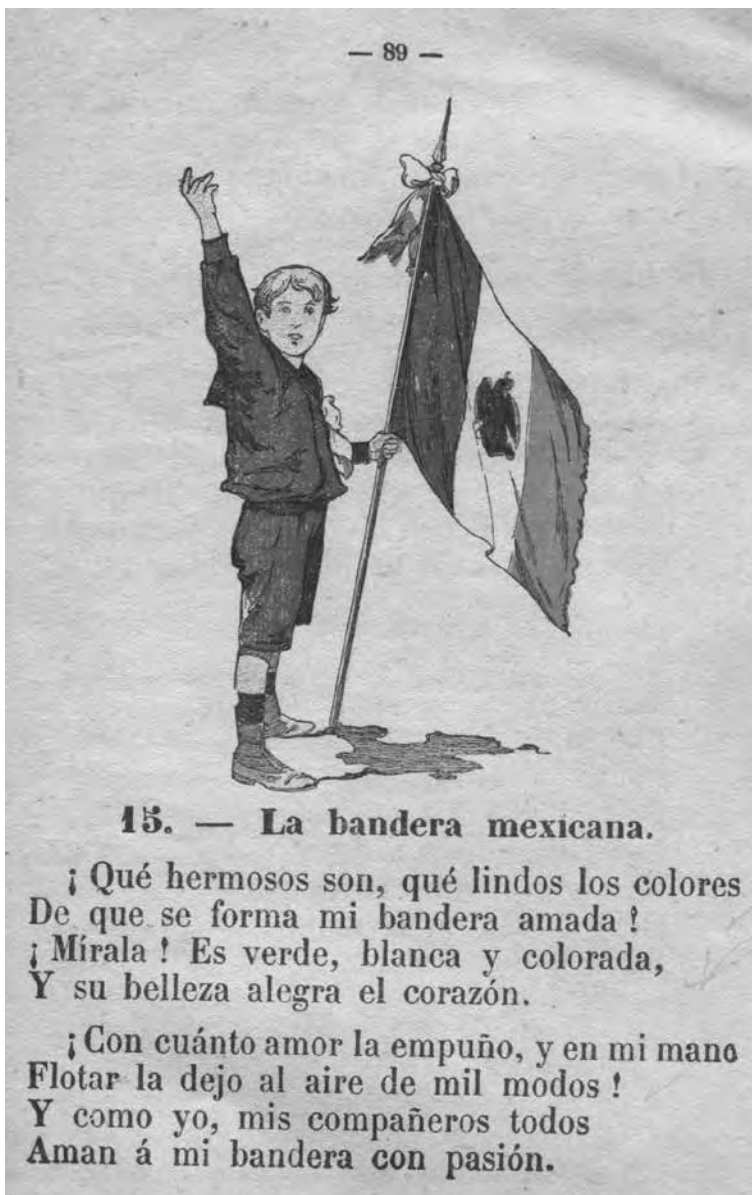 — 89 —
15. — La bandera mexicana.
¡ Qué hermosos son, qué lindos los colores
De que se forma mi bandera amada !
¡ Mírala ! Es verde, blanca y colorada,
Y su belleza alegra el corazón.
¡ Con cuánto amor la empuño, y en mi mano
Flotar la dejo al aire de mil modos !
Y como yo, mis compañeros todos
Aman á mi bandera con pasión.